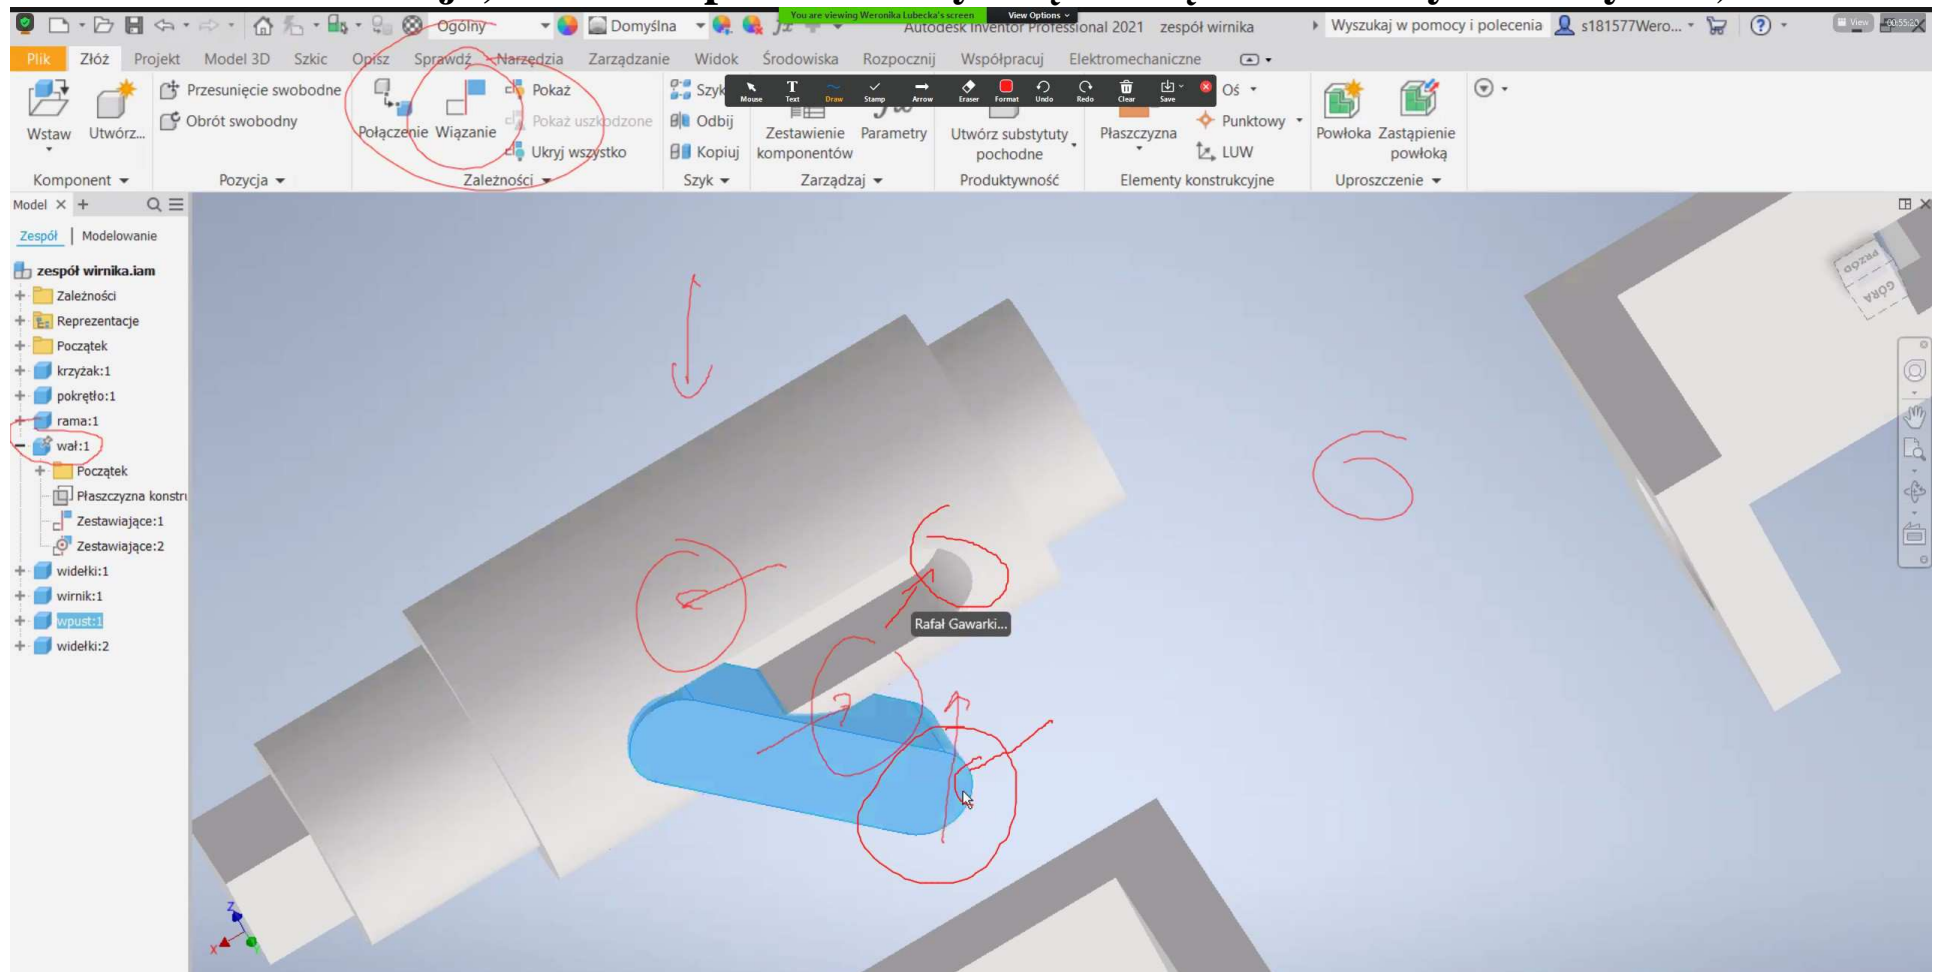 Ogólny
Domyślna
You are viewing Weronika Lubecka's screen
View Options
Autodesk Inventor Professional 2021 zespół wirnika
Wyszukaj w pomocy i polecenia
s181577Wero...
View
Plik Złóż Projekt Model 3D Szkic Opisz Sprawdź Narzędzia Zarządzanie Widok Środowiska Rozpocznij Współpracuj Elektromechaniczne
Wstaw
Utwórz...
Przesunięcie swobodne
Obrót swobodny
Połączenie
Wiązanie
Pokaż
Pokaż uszkodzone
Ukryj wszystko
Szyk
Odbij
Kopiuj
Mouse Text Draw Stamp Arrow Eraser Format Undo Redo Clear Save
Zestawienie
komponentów
Parametry
Utwórz substytuty
pochodne
Płaszczyzna
Oś
Punktowy
LUW
Powłoka
Zastąpienie
powłoką
Komponent Pozycja Zależności Szyk Zarządzaj Produktywność Elementy konstrukcyjne Uproszczenie
Model
Zespół | Modelowanie
zespół wirnika.iam
Zależności
Reprezentacje
Początek
krzyżak:1
pokrętło:1
rama:1
wał:1
Początek
Płaszczyzna konstru
Zestawiające:1
Zestawiające:2
widełki:1
wirnik:1
wpust:1
widełki:2
Rafał Gawarki...
PRZÓD
GÓRA
Z
X
Y